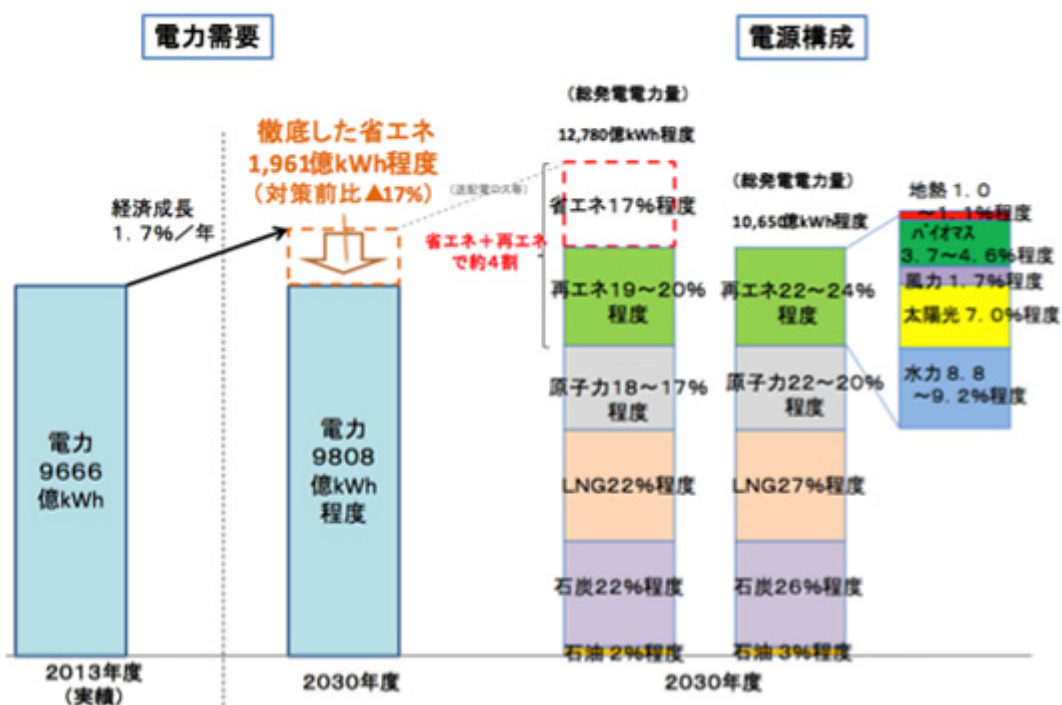 電力需要
電源構成
(総発電電力量)
12,780億kWh程度
徹底した省エネ
1,961億kWh程度
(対策前比▲17%)
(送配電ロス等)
経済成長
1.7%/年
省エネ17%程度
省エネ+再エネ
で約4割
(総発電電力量)
10,650億kWh程度
地熱1.0
~1.1%程度
バイオマス
3.7~4.6%程度
風力1.7%程度
太陽光7.0%程度
水力8.8
~9.2%程度
再エネ19~20%
程度
再エネ22~24%
程度
原子力18~17%
程度
原子力22~20%
程度
電力
9666
億kWh
電力
9808
億kWh
程度
LNG22%程度
LNG27%程度
石炭22%程度
石炭26%程度
石油2%程度
石油3%程度
2013年度
(実績)
2030年度
2030年度